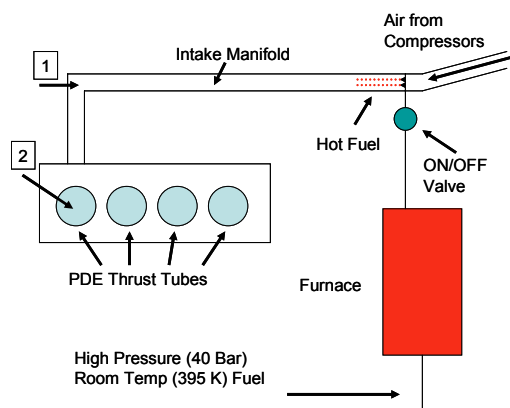 Air from
Compressors
Intake Manifold
1
Hot Fuel
ON/OFF
Valve
2
PDE Thrust Tubes
Furnace
High Pressure (40 Bar)
Room Temp (395 K) Fuel